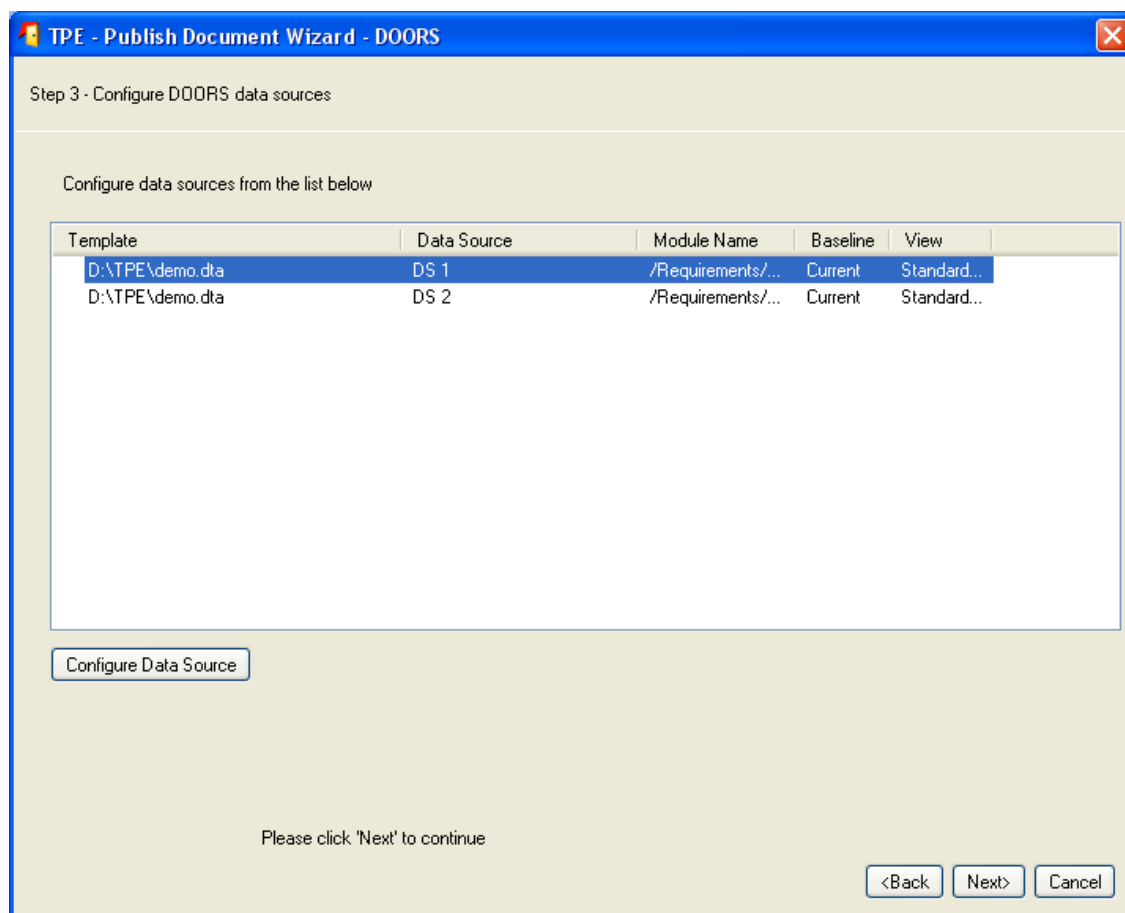 TPE - Publish Document Wizard - DOORS
Step 3 - Configure DOORS data sources
Configure data sources from the list below
Template Data Source Module Name Baseline View
D:\TPE\demo.dta DS 1 /Requirements/... Current Standard...
D:\TPE\demo.dta DS 2 /Requirements/... Current Standard...
Configure Data Source
Please click 'Next' to continue
<Back Next> Cancel